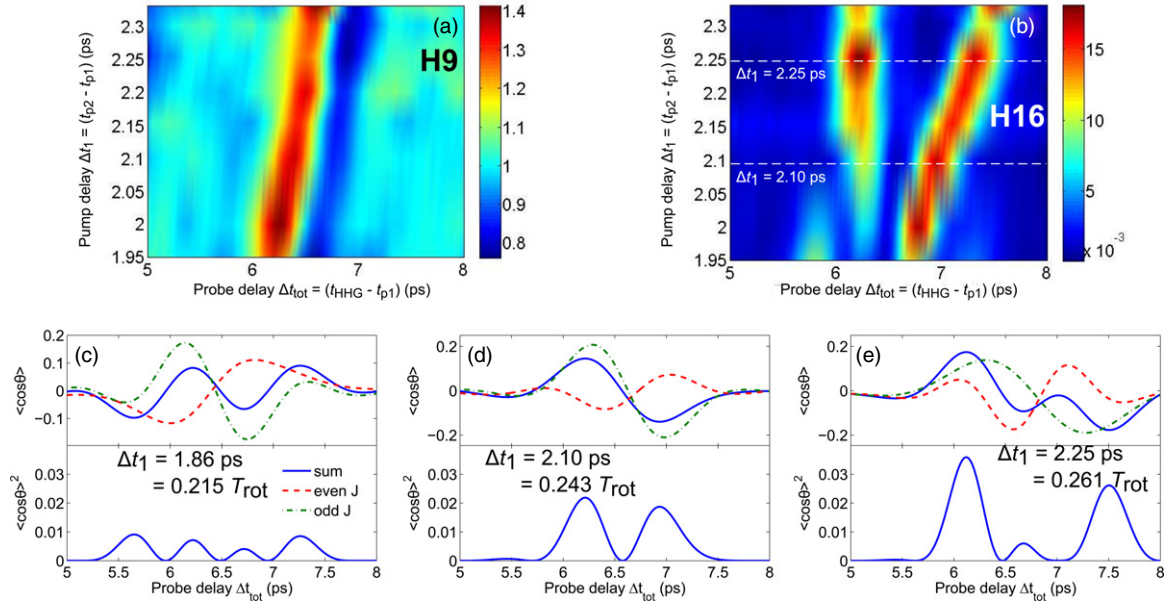 (a)
H9
Pump delay Δt1 = (tp2 - tp1) (ps)
2.3
2.25
2.2
2.15
2.1
2.05
2
1.95
5
6
7
8
Probe delay Δttot = (tHHG - tp1) (ps)
1.4
1.3
1.2
1.1
1
0.9
0.8
(b)
H16
Δt1 = 2.25 ps
Δt1 = 2.10 ps
Pump delay Δt1 = (tp2 - tp1) (ps)
2.3
2.25
2.2
2.15
2.1
2.05
2
1.95
5
6
7
8
Probe delay Δttot = (tHHG - tp1) (ps)
15
10
5
x 10-3
(c)
<cosθ>
0.2
0.1
0
−0.1
<cosθ>2
0.03
0.02
0.01
0
Δt1 = 1.86 ps
= 0.215 Trot
sum
even J
odd J
5
5.5
6
6.5
7
7.5
8
Probe delay Δttot
(d)
<cosθ>
0.2
0
−0.2
<cosθ>2
0.03
0.02
0.01
0
Δt1 = 2.10 ps
= 0.243 Trot
5
5.5
6
6.5
7
7.5
8
Probe delay Δttot
(e)
<cosθ>
0.2
0
−0.2
<cosθ>2
0.03
0.02
0.01
0
Δt1 = 2.25 ps
= 0.261 Trot
5
5.5
6
6.5
7
7.5
8
Probe delay Δttot